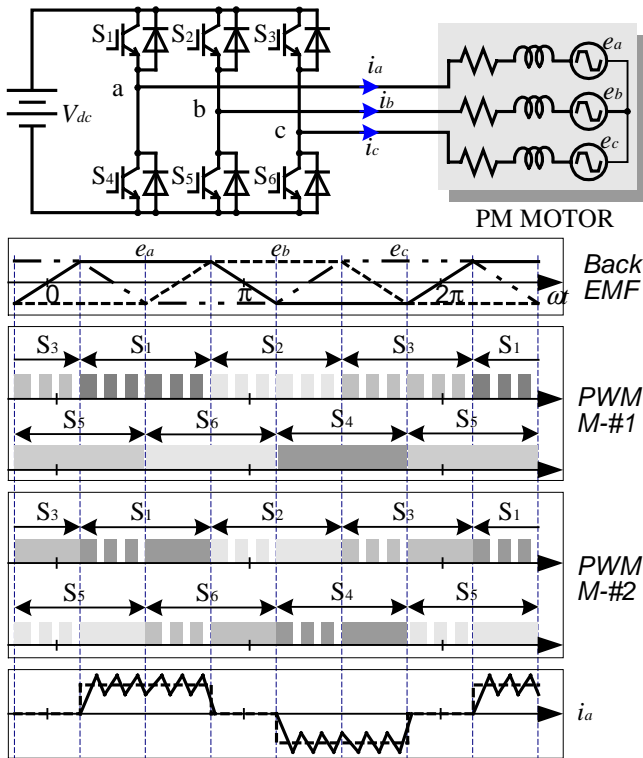 S1 S2 S3 ea
ia
a eb
Vdc b ib
c ec
ic
S4 S5 S6
PM MOTOR
ea eb ec Back
EMF
0 π 2π ωt
S3 S1 S2 S3 S1
PWM
M-#1
S5 S6 S4 S5
S3 S1 S2 S3 S1
PWM
M-#2
S5 S6 S4 S5
ia